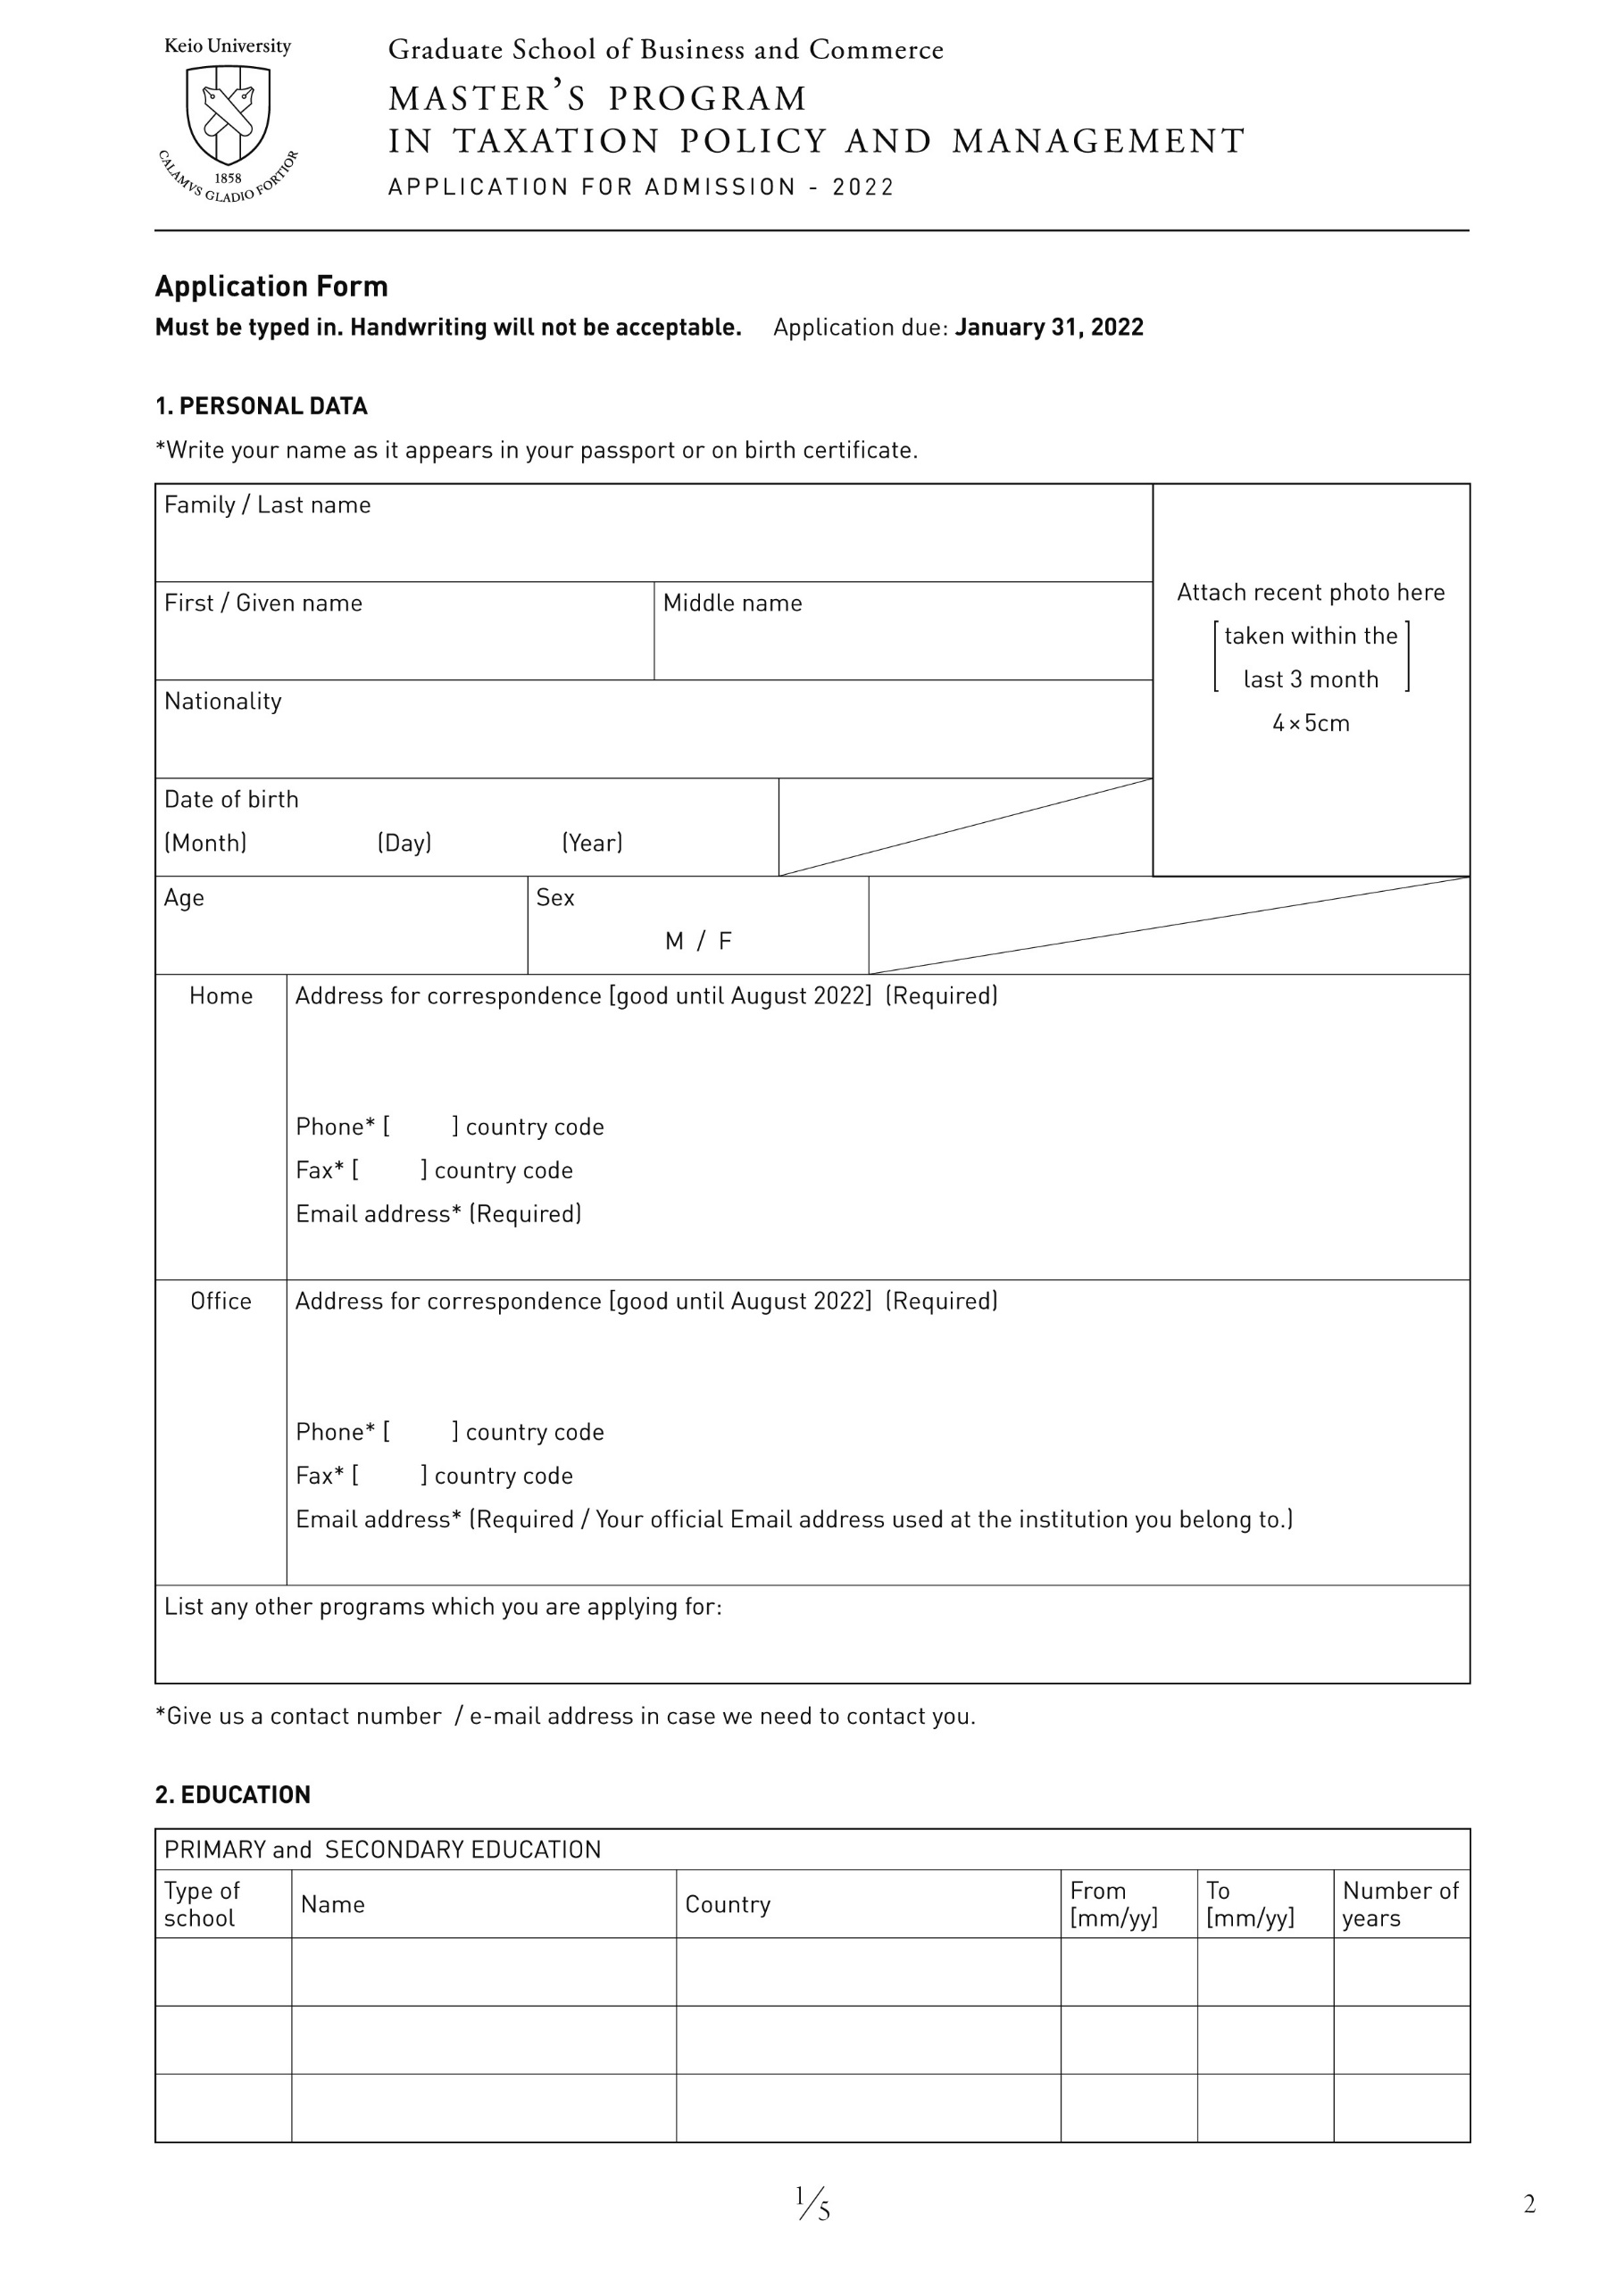 Keio University
1858
CALAMVS GLADIO FORTIOR
Graduate School of Business and Commerce
MASTER'S PROGRAM
IN TAXATION POLICY AND MANAGEMENT
APPLICATION FOR ADMISSION - 2022
Application Form
Must be typed in. Handwriting will not be acceptable. Application due: January 31, 2022
1. PERSONAL DATA
*Write your name as it appears in your passport or on birth certificate.
Family / Last name
First / Given name
Middle name
Nationality
Attach recent photo here
[taken within the
last 3 month]
4×5cm
Date of birth
(Month) (Day) (Year)
Age
Sex
M / F
Home
Address for correspondence [good until August 2022] (Required)
Phone* [ ] country code
Fax* [ ] country code
Email address* (Required)
Office
Address for correspondence [good until August 2022] (Required)
Phone* [ ] country code
Fax* [ ] country code
Email address* (Required / Your official Email address used at the institution you belong to.)
List any other programs which you are applying for:
*Give us a contact number / e-mail address in case we need to contact you.
2. EDUCATION
PRIMARY and SECONDARY EDUCATION
Type of
school
Name
Country
From
[mm/yy]
To
[mm/yy]
Number of
years
1/5
2